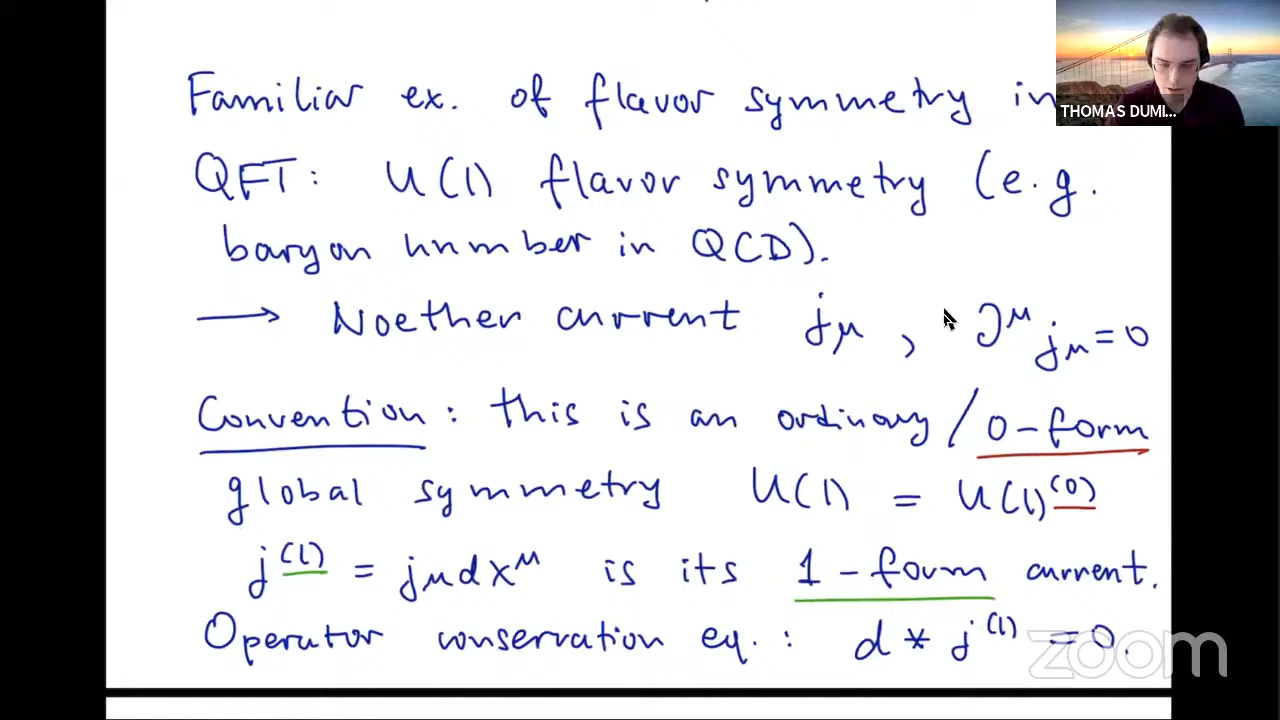 Familiar ex. of flavor symmetry in
THOMAS DUMI...
QFT: U(1) flavor symmetry (e.g.
baryon number in QCD).
⟶ Noether current jμ , ∂^μ jμ = 0
Convention: this is an ordinary / 0-form
global symmetry U(1) = U(1)^(0)
j^(1) = jμ dx^μ is its 1-form current.
Operator conservation eq.: d * j^(1) = 0.
zoom